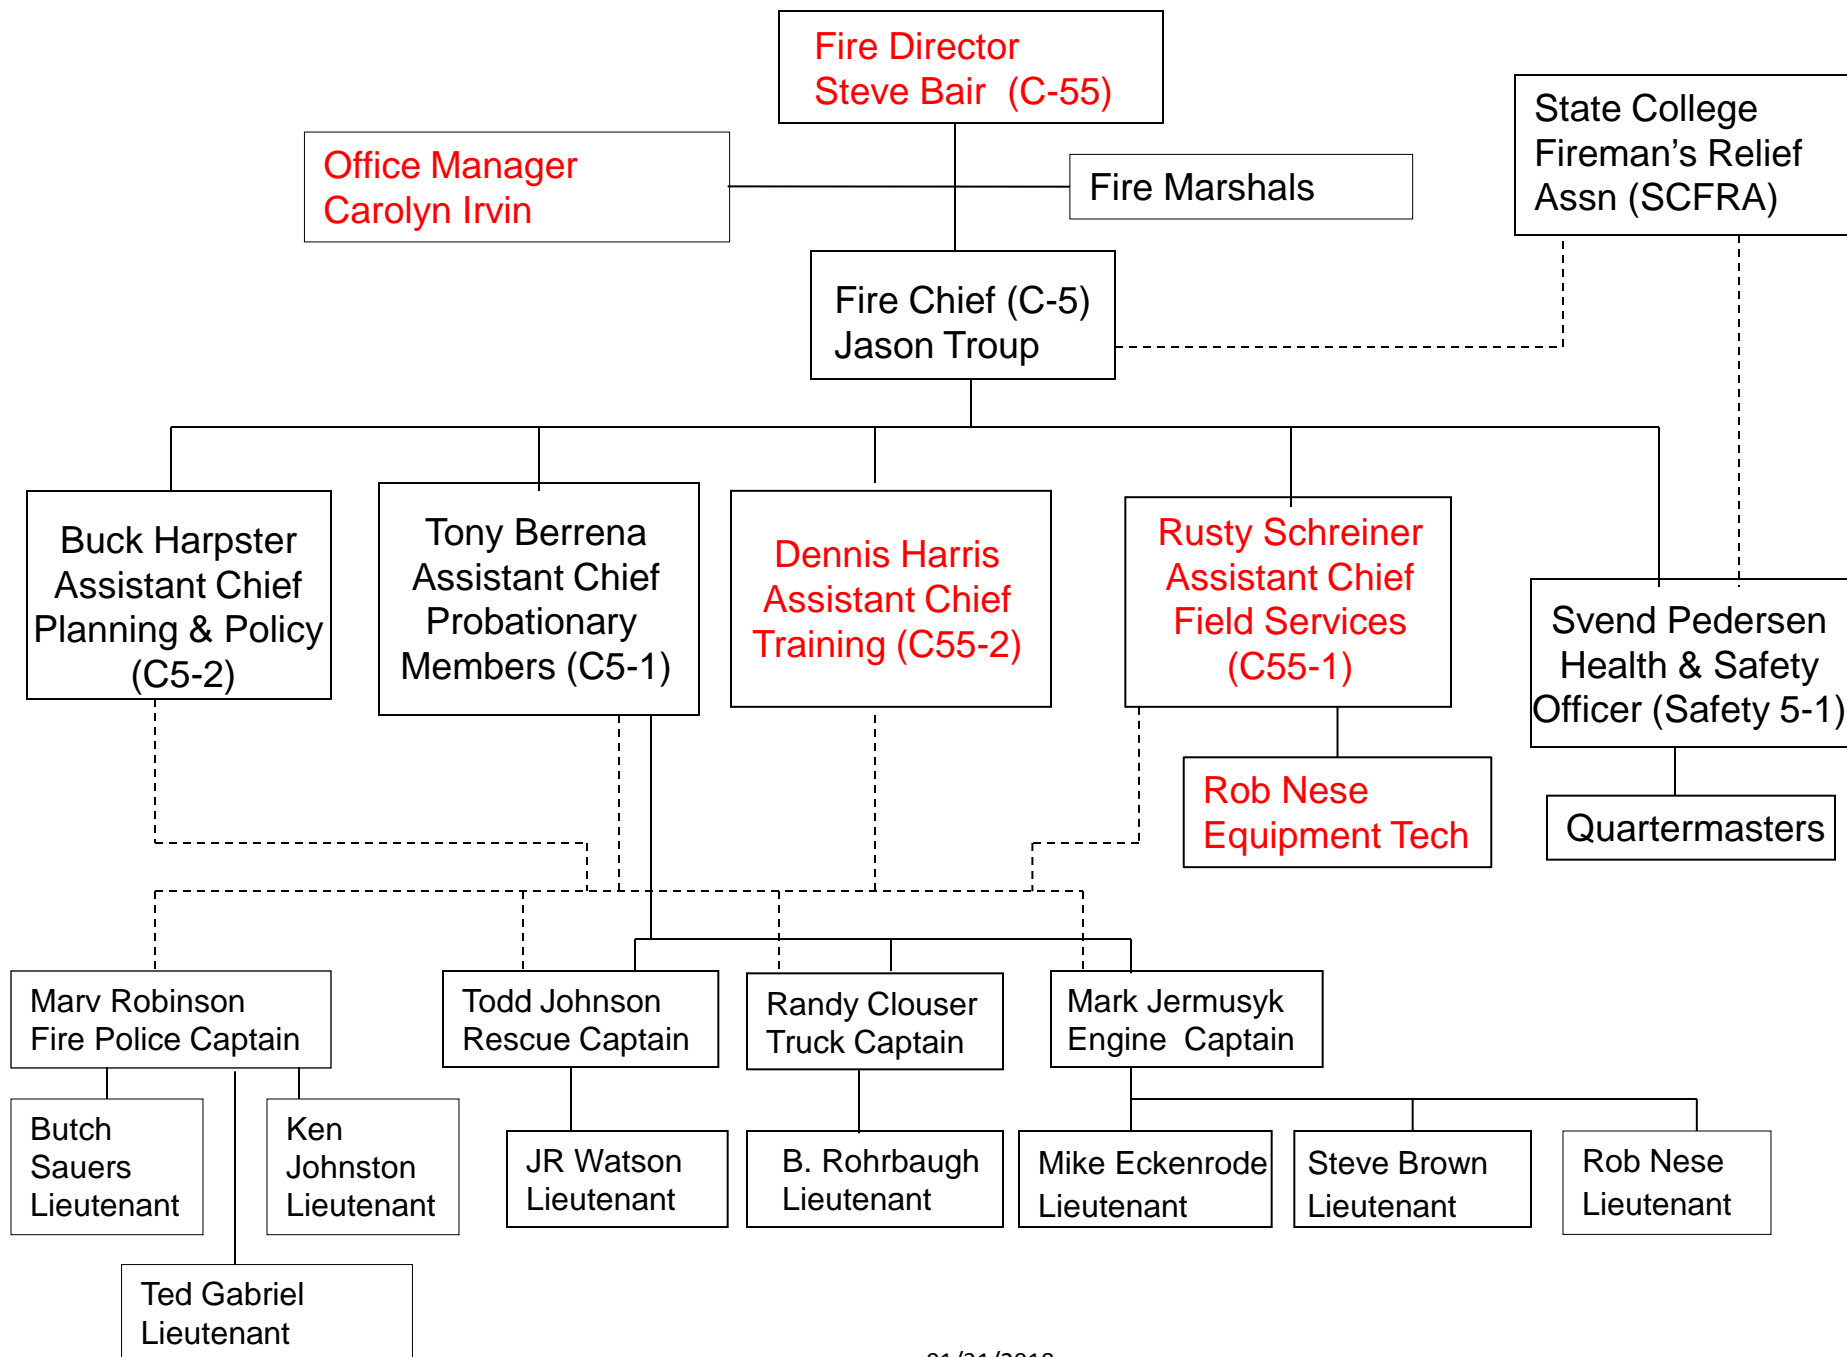 Fire Director
Steve Bair (C-55)
State College
Fireman's Relief
Assn (SCFRA)
Office Manager
Carolyn Irvin
Fire Marshals
Fire Chief (C-5)
Jason Troup
Buck Harpster
Assistant Chief
Planning & Policy
(C5-2)
Tony Berrena
Assistant Chief
Probationary
Members (C5-1)
Dennis Harris
Assistant Chief
Training (C55-2)
Rusty Schreiner
Assistant Chief
Field Services
(C55-1)
Svend Pedersen
Health & Safety
Officer (Safety 5-1)
Rob Nese
Equipment Tech
Quartermasters
Marv Robinson
Fire Police Captain
Todd Johnson
Rescue Captain
Randy Clouser
Truck Captain
Mark Jermusyk
Engine Captain
Butch
Sauers
Lieutenant
Ken
Johnston
Lieutenant
JR Watson
Lieutenant
B. Rohrbaugh
Lieutenant
Mike Eckenrode
Lieutenant
Steve Brown
Lieutenant
Rob Nese
Lieutenant
Ted Gabriel
Lieutenant
01/31/2018